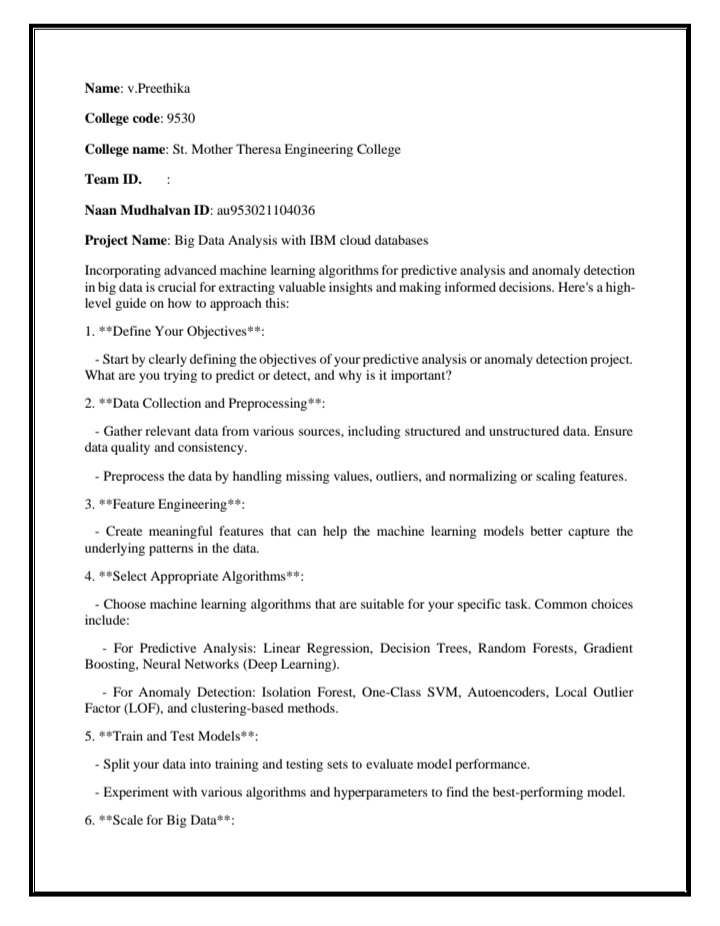 Name: v.Preethika
College code: 9530
College name: St. Mother Theresa Engineering College
Team ID. :
Naan Mudhalvan ID: au953021104036
Project Name: Big Data Analysis with IBM cloud databases
Incorporating advanced machine learning algorithms for predictive analysis and anomaly detection
in big data is crucial for extracting valuable insights and making informed decisions. Here's a high-
level guide on how to approach this:
1. **Define Your Objectives**:
- Start by clearly defining the objectives of your predictive analysis or anomaly detection project.
What are you trying to predict or detect, and why is it important?
2. **Data Collection and Preprocessing**:
- Gather relevant data from various sources, including structured and unstructured data. Ensure
data quality and consistency.
- Preprocess the data by handling missing values, outliers, and normalizing or scaling features.
3. **Feature Engineering**:
- Create meaningful features that can help the machine learning models better capture the
underlying patterns in the data.
4. **Select Appropriate Algorithms**:
- Choose machine learning algorithms that are suitable for your specific task. Common choices
include:
- For Predictive Analysis: Linear Regression, Decision Trees, Random Forests, Gradient
Boosting, Neural Networks (Deep Learning).
- For Anomaly Detection: Isolation Forest, One-Class SVM, Autoencoders, Local Outlier
Factor (LOF), and clustering-based methods.
5. **Train and Test Models**:
- Split your data into training and testing sets to evaluate model performance.
- Experiment with various algorithms and hyperparameters to find the best-performing model.
6. **Scale for Big Data**: